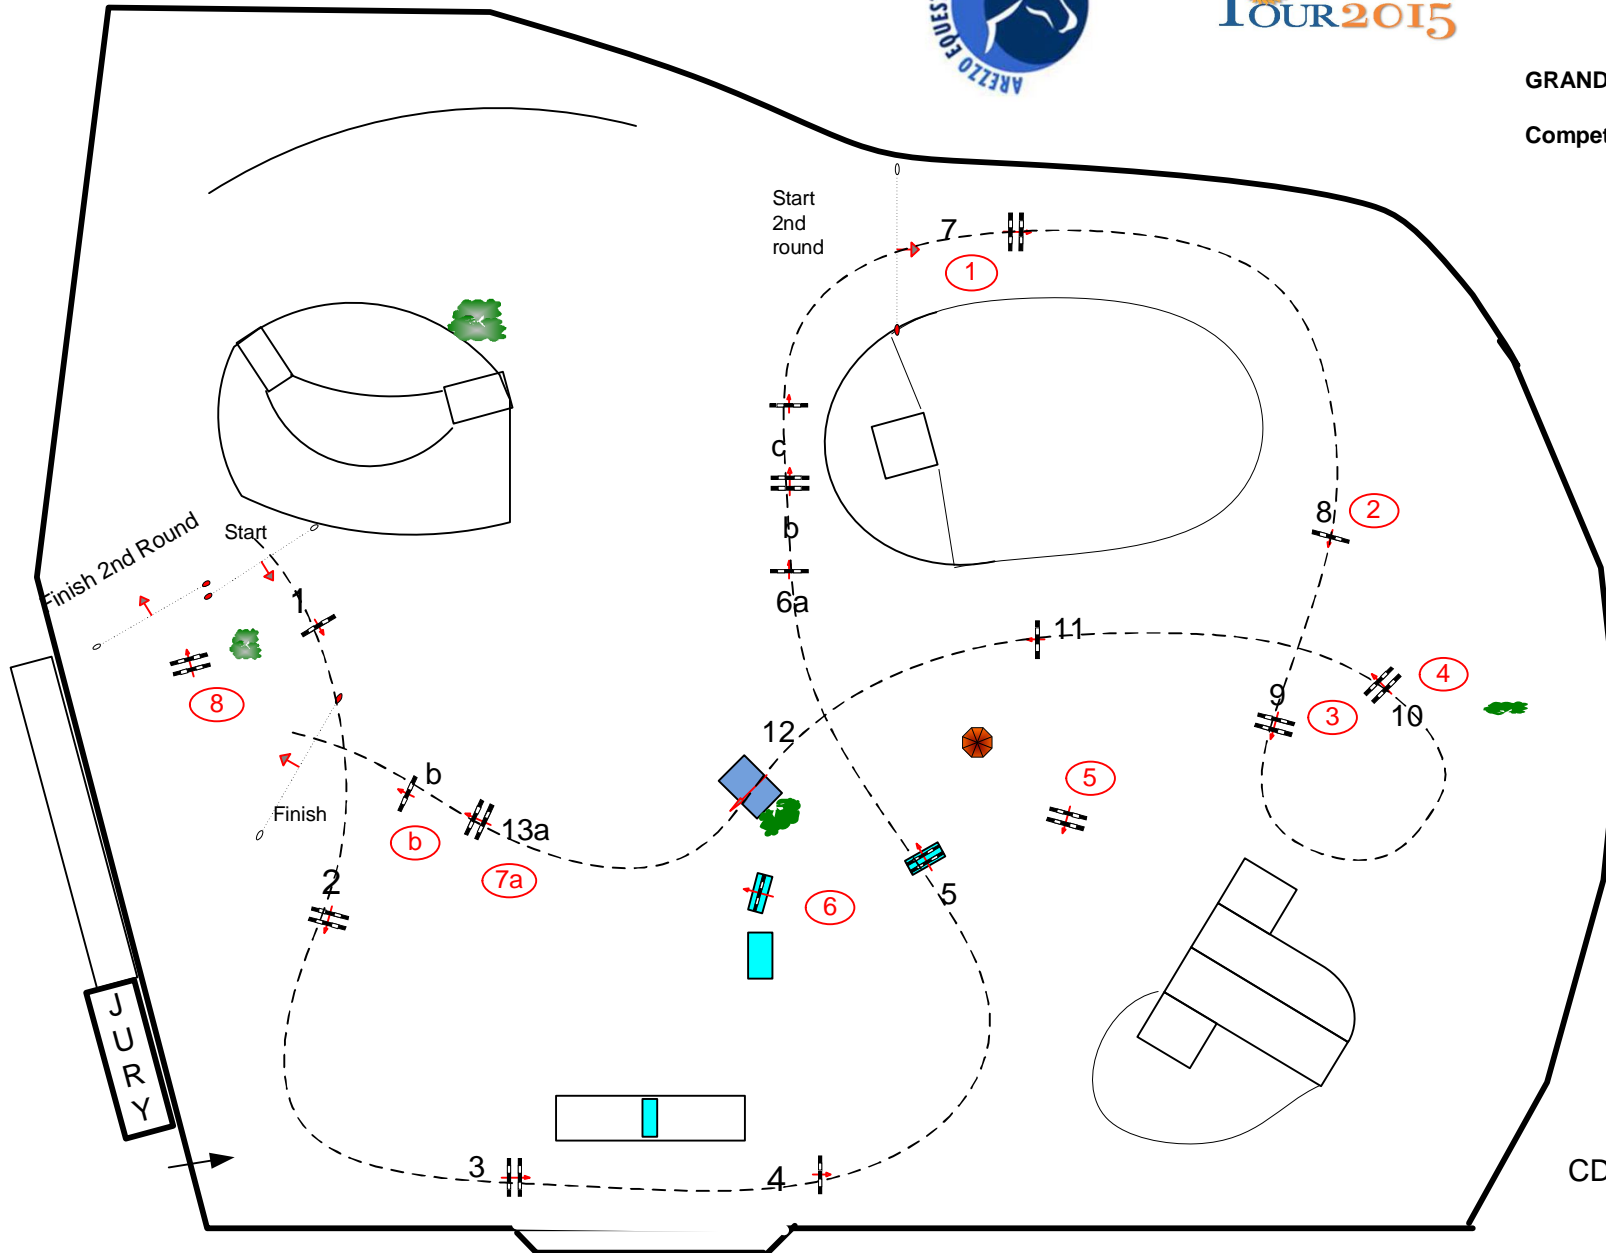 TOUR2015
AREZZO EQUES
GRAND
Compet
Start
2nd
round
7
1
c
b
6a
8
2
Finish 2nd Round
Start
1
11
9
3
4
10
8
12
5
b
13a
b
7a
Finish
2
6
5
J
U
R
Y
3
4
CD